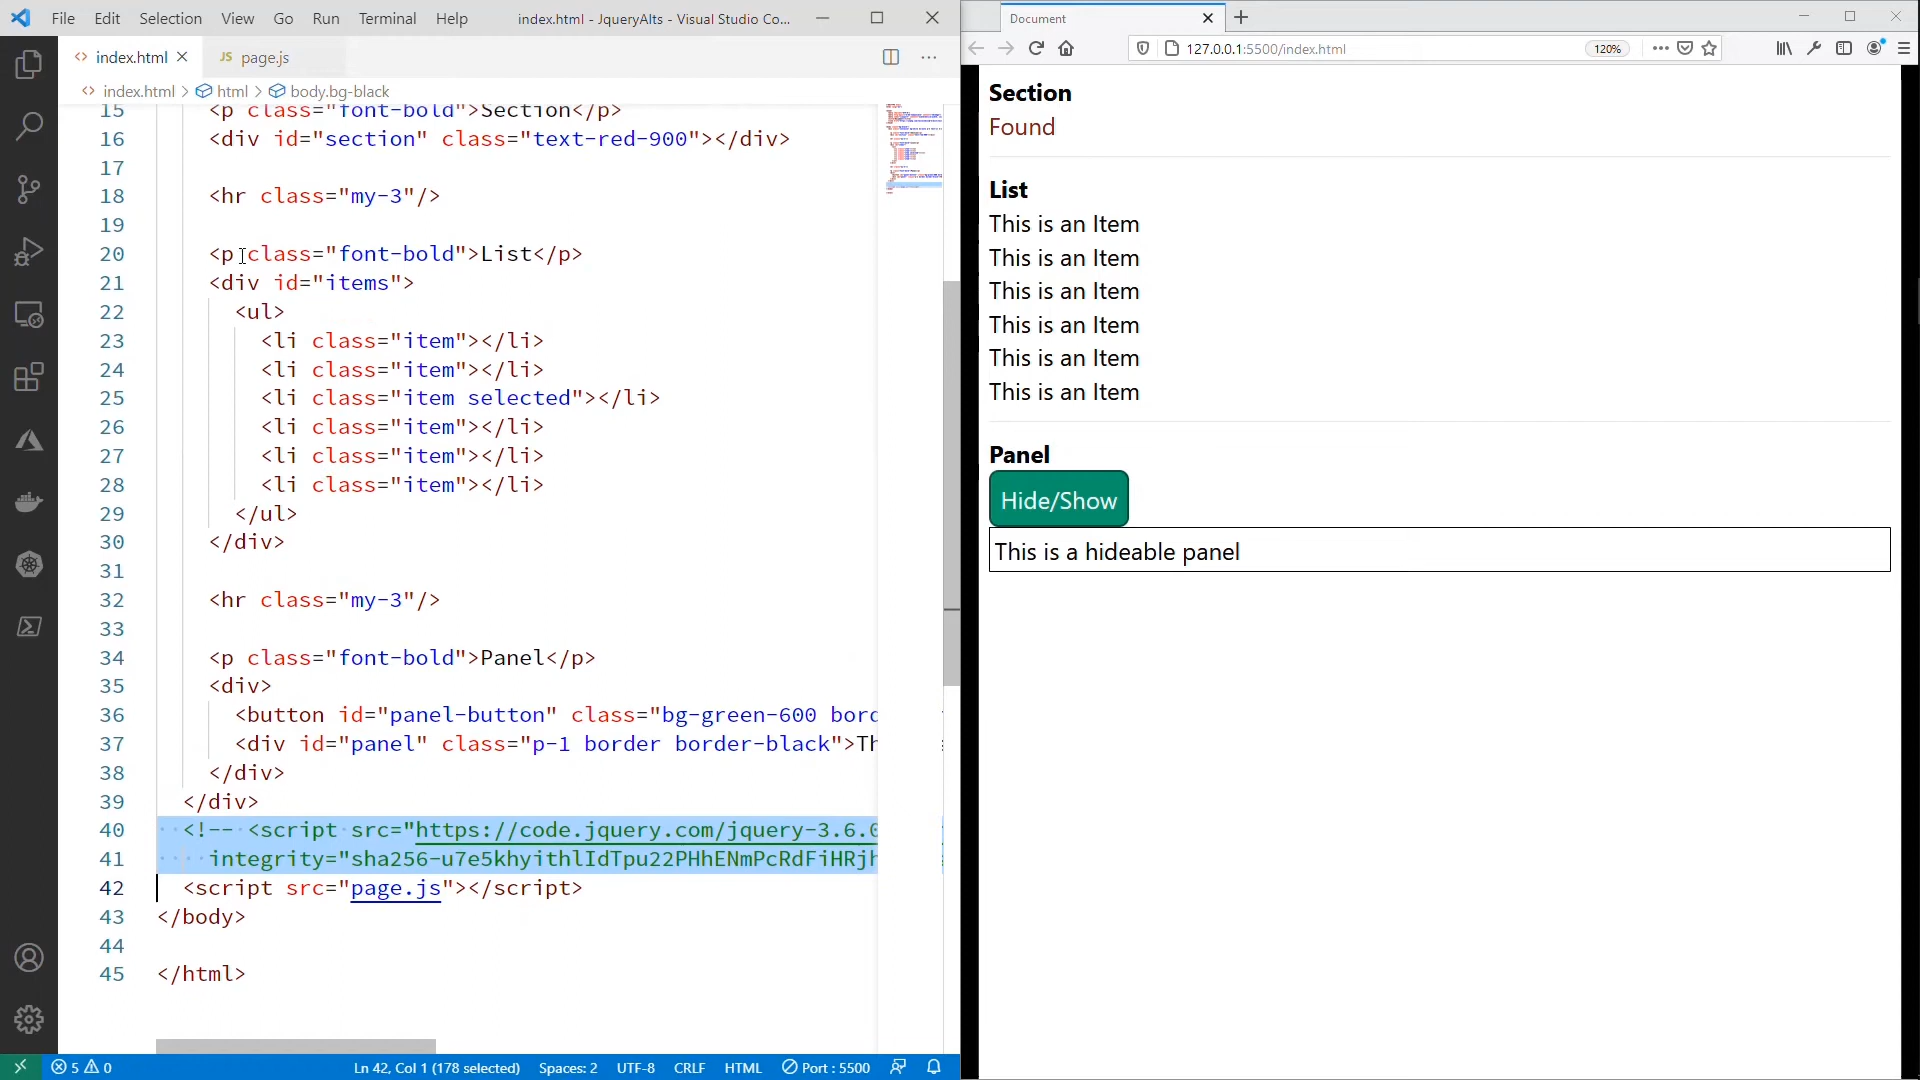 File Edit Selection View Go Run Terminal Help index.html - JqueryAlts - Visual Studio Co...
<> index.html JS page.js
<> index.html > html > body.bg-black
15 <p class="font-bold">Section</p>
16 <div id="section" class="text-red-900"></div>
17
18 <hr class="my-3"/>
19
20 <p class="font-bold">List</p>
21 <div id="items">
22 <ul>
23 <li class="item"></li>
24 <li class="item"></li>
25 <li class="item selected"></li>
26 <li class="item"></li>
27 <li class="item"></li>
28 <li class="item"></li>
29 </ul>
30 </div>
31
32 <hr class="my-3"/>
33
34 <p class="font-bold">Panel</p>
35 <div>
36 <button id="panel-button" class="bg-green-600 bord
37 <div id="panel" class="p-1 border border-black">Th
38 </div>
39 </div>
40 <!-- <script src="https://code.jquery.com/jquery-3.6.0
41 integrity="sha256-u7e5khyithlIdTpu22PHhENmPcRdFiHRjh
42 <script src="page.js"></script>
43 </body>
44
45 </html>
5 0 Ln 42, Col 1 (178 selected) Spaces: 2 UTF-8 CRLF HTML Port : 5500
Document
127.0.0.1:5500/index.html 120%
Section
Found
List
This is an Item
This is an Item
This is an Item
This is an Item
This is an Item
This is an Item
Panel
Hide/Show
This is a hideable panel